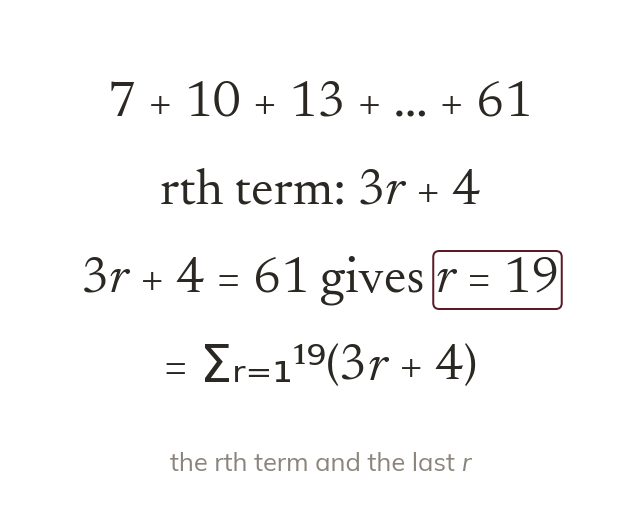 7 + 10 + 13 + … + 61
rth term: 3r + 4
3r + 4 = 61 gives r = 19
= Σᵣ₌₁¹⁹(3r + 4)
the rth term and the last r